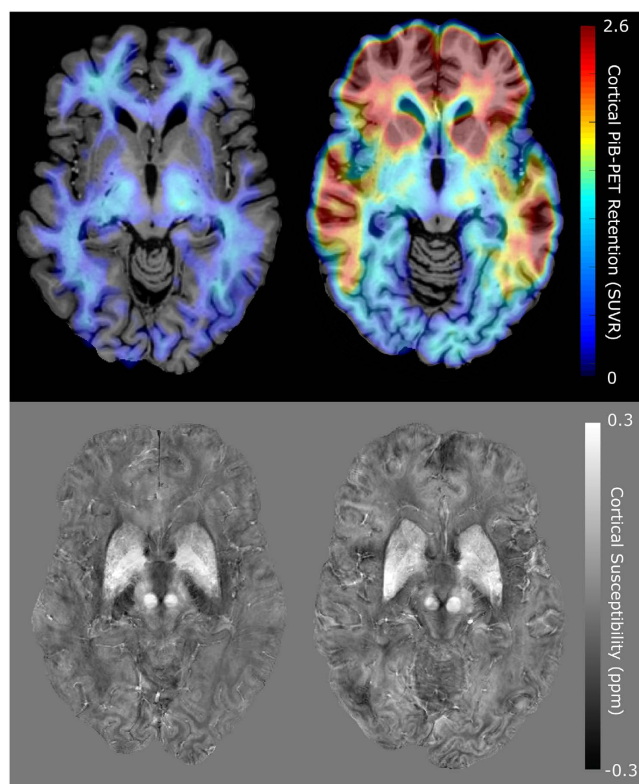 2.6
Cortical PiB-PET Retention (SUVR)
0
0.3
Cortical Susceptibility (ppm)
-0.3